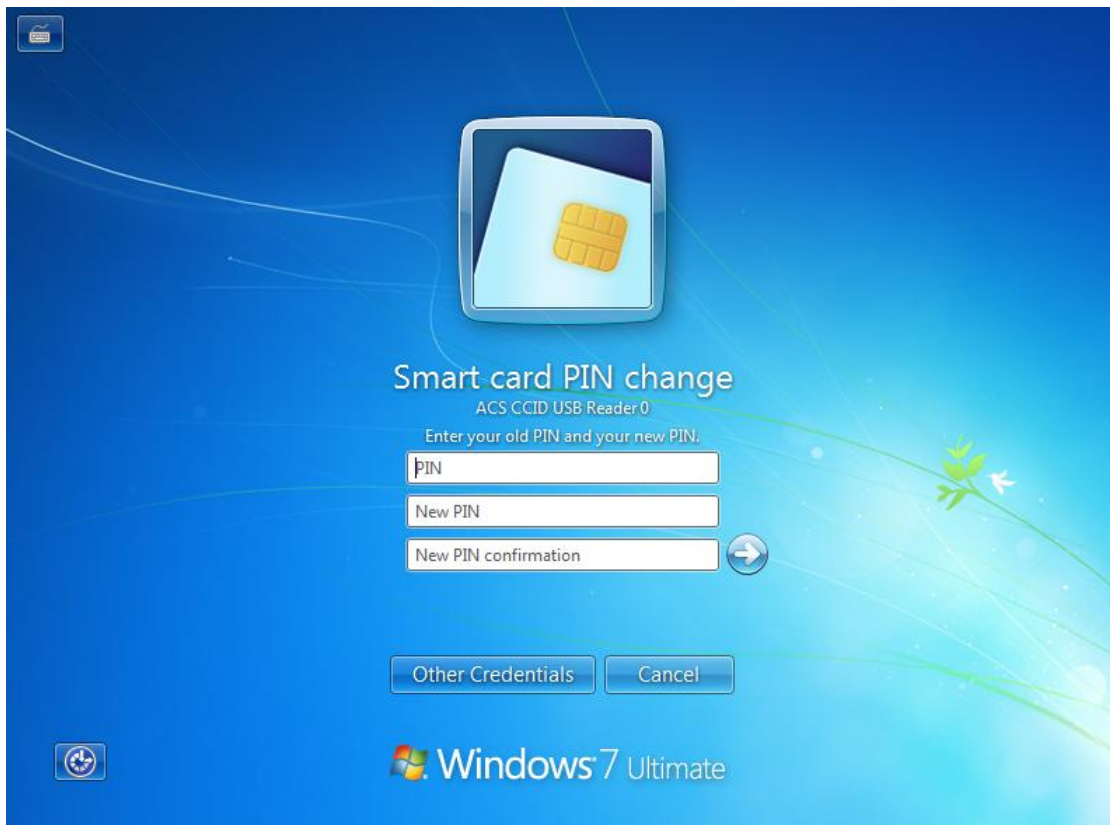 Smart card PIN change
ACS CCID USB Reader 0
Enter your old PIN and your new PIN.
PIN
New PIN
New PIN confirmation
Other Credentials
Cancel
Windows 7 Ultimate